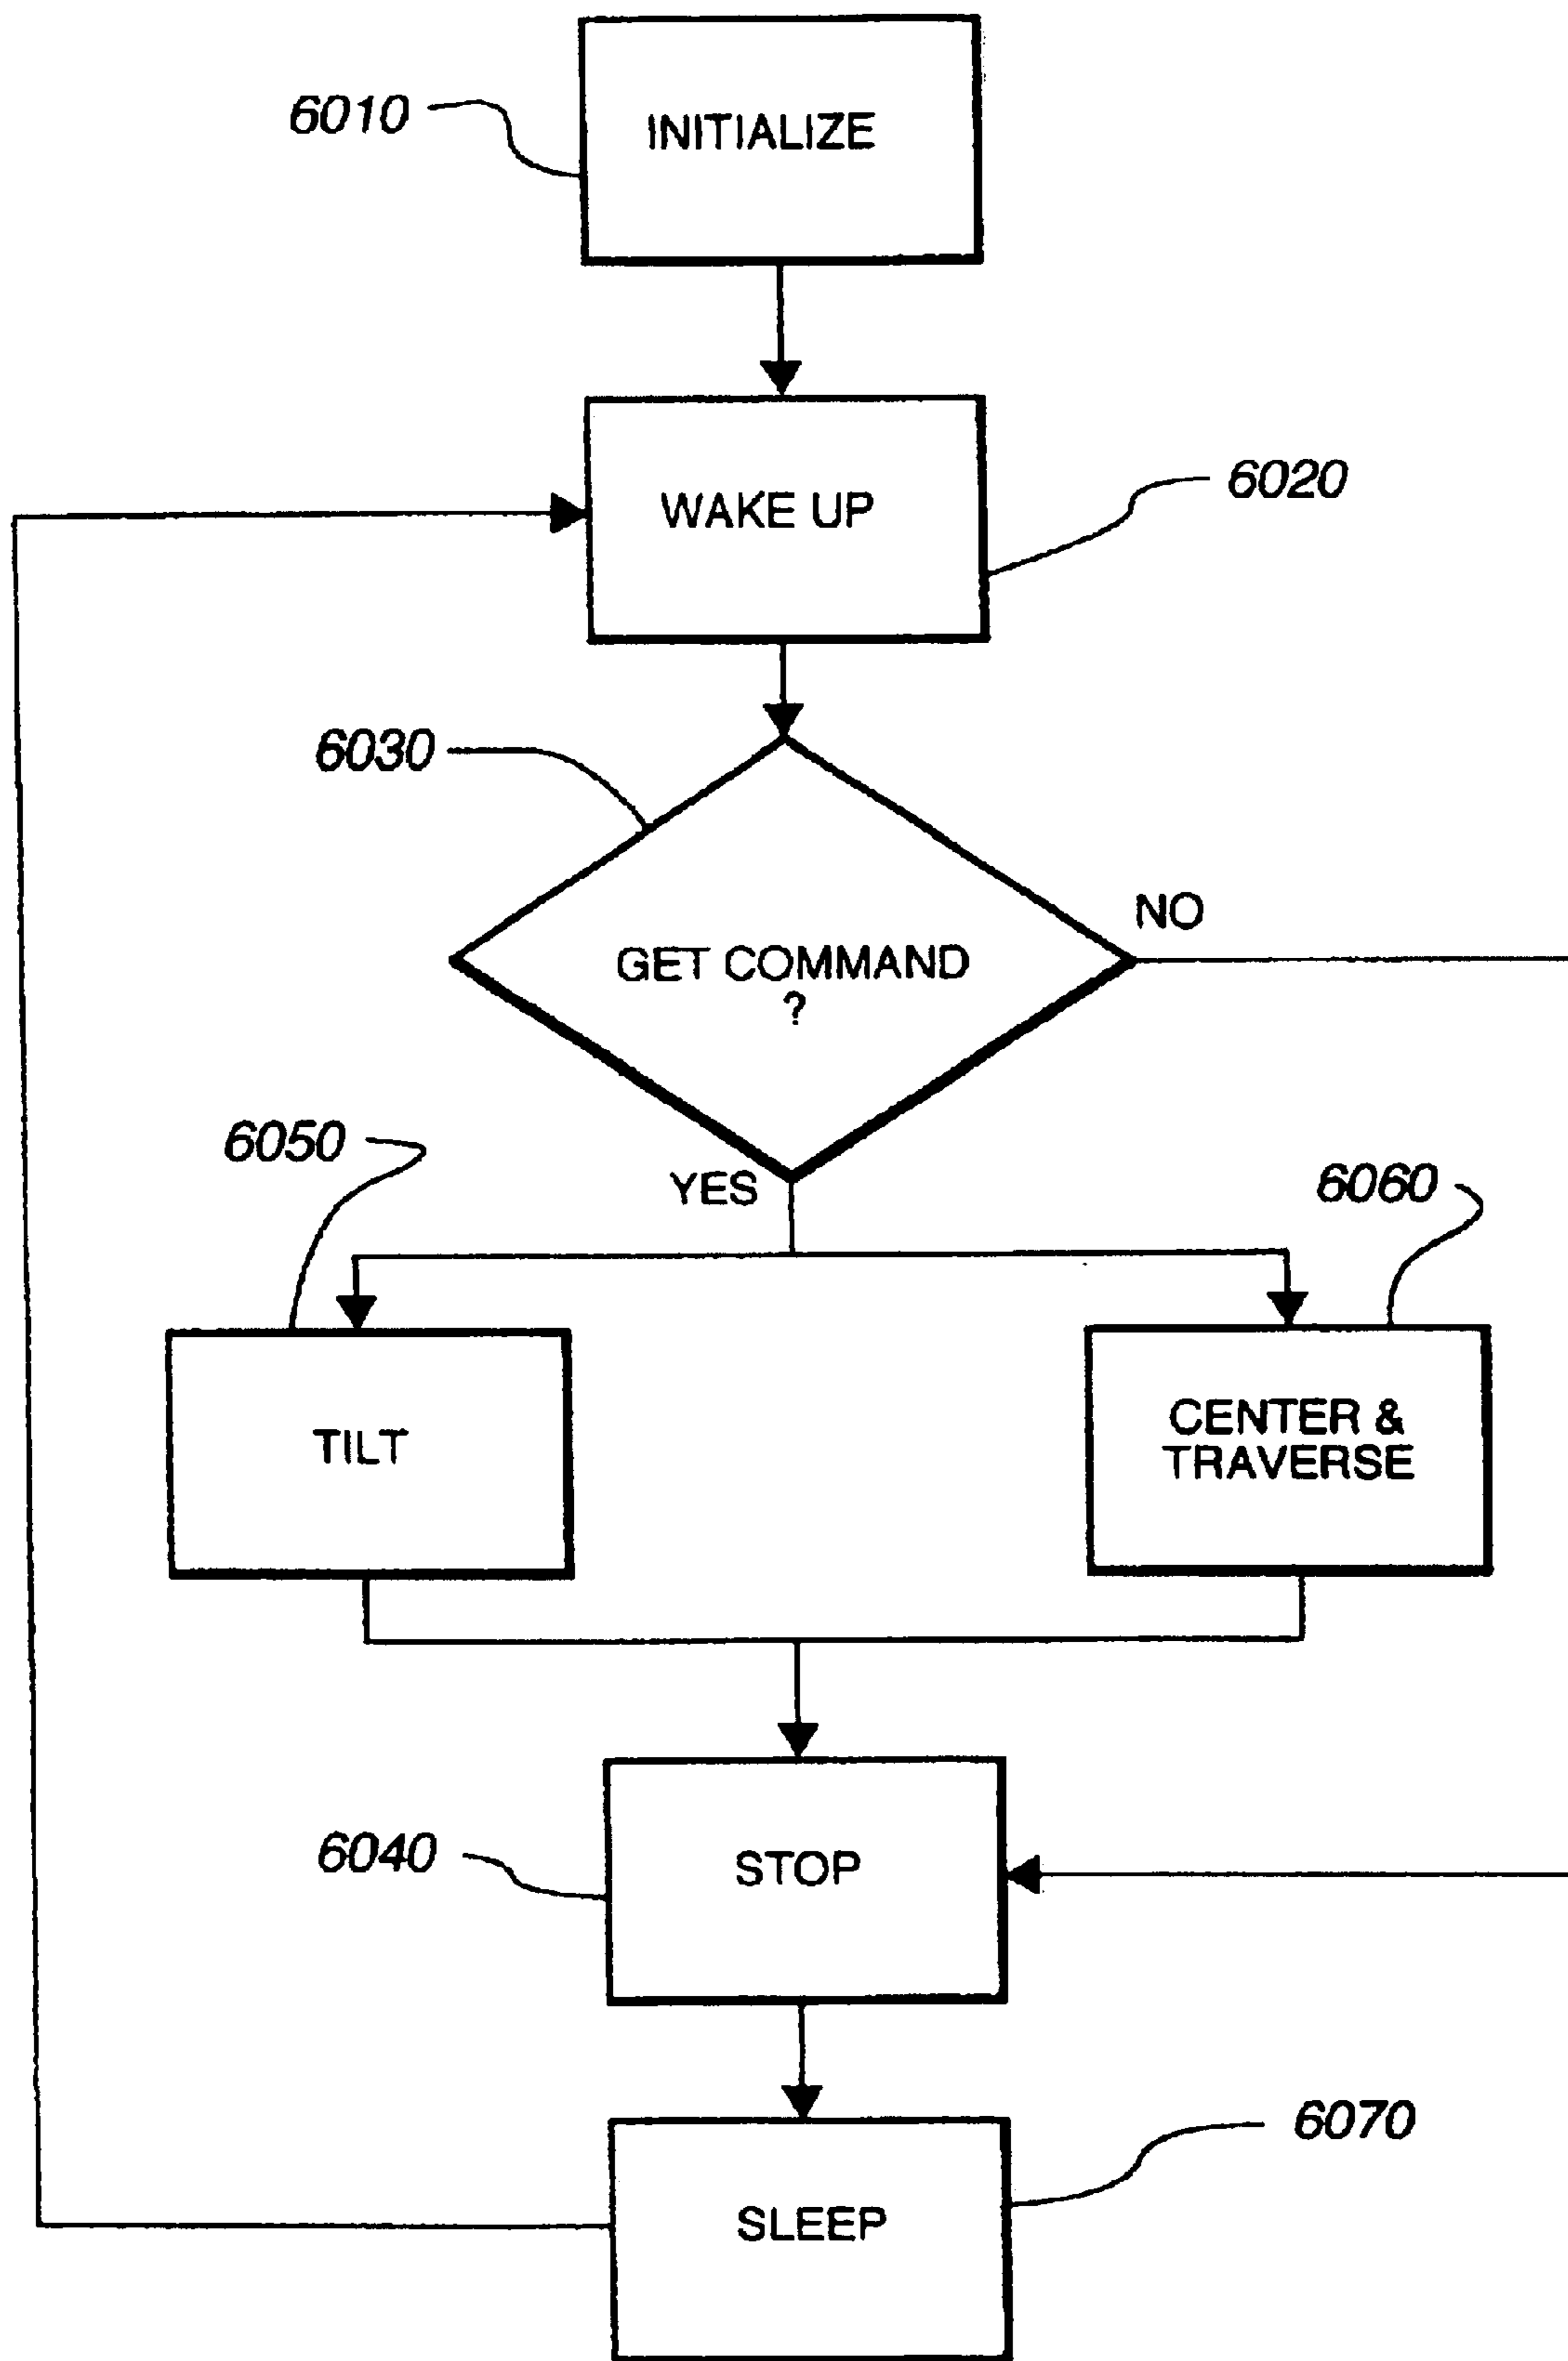 6010
INITIALIZE
WAKE UP
6020
6030
NO
GET COMMAND
?
6050
YES
6060
TILT
CENTER &
TRAVERSE
6040
STOP
6070
SLEEP